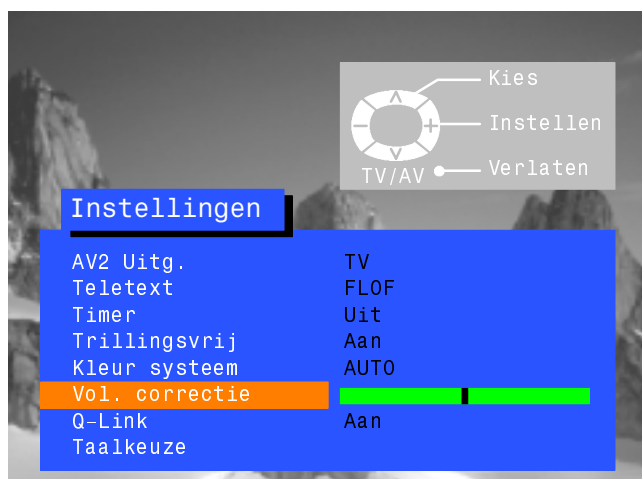 Kies
Instellen
TV/AV Verlaten
Instellingen
AV2 Uitg. TV
Teletext FLOF
Timer Uit
Trillingsvrij Aan
Kleur systeem AUTO
Vol. correctie
Q-Link Aan
Taalkeuze